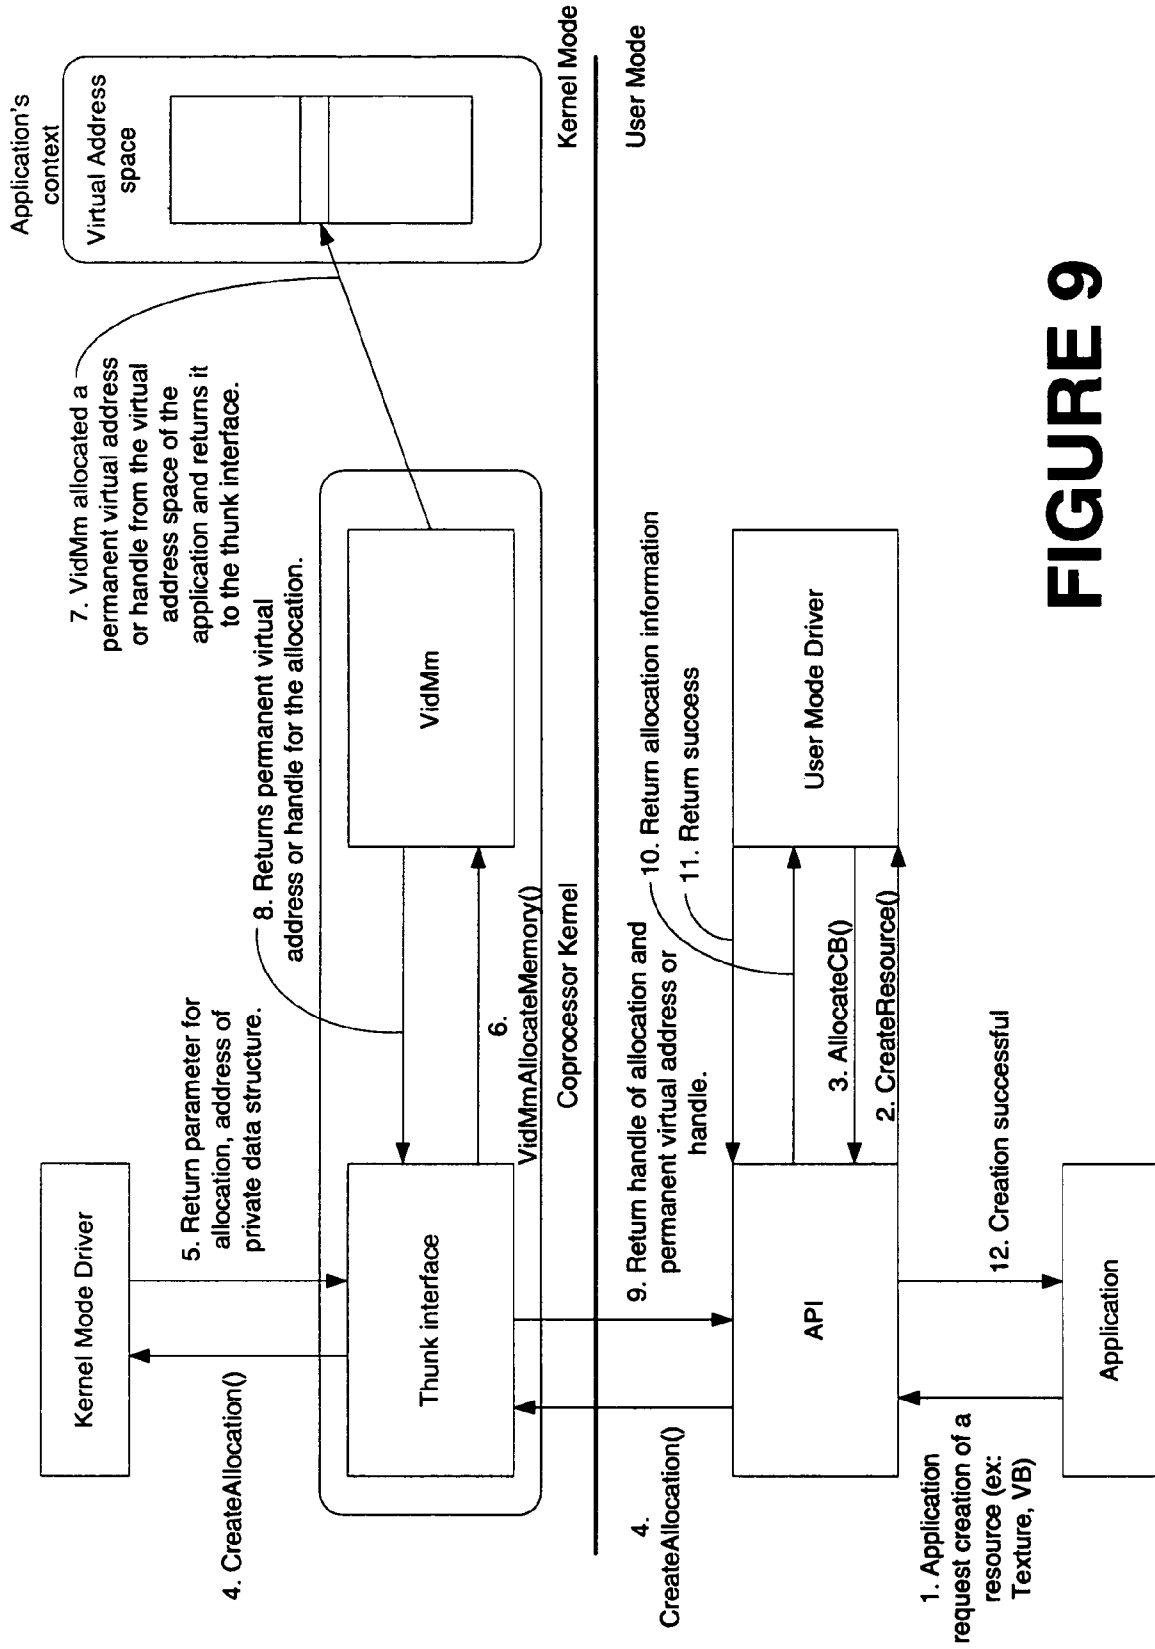 Kernel Mode Driver
4. CreateAllocation()
5. Return parameter for
allocation, address of
private data structure.
Thunk interface
8. Returns permanent virtual
address or handle for the allocation.
6.
VidMmAllocateMemory()
VidMm
Coprocessor Kernel
7. VidMm allocated a
permanent virtual address
or handle from the virtual
address space of the
application and returns it
to the thunk interface.
Application's
context
Virtual Address
space
Kernel Mode
User Mode
4.
CreateAllocation()
9. Return handle of allocation and
permanent virtual address or
handle.
10. Return allocation information
11. Return success
API
3. AllocateCB()
2. CreateResource()
User Mode Driver
1. Application
request creation of a
resource (ex:
Texture, VB)
12. Creation successful
Application
FIGURE 9